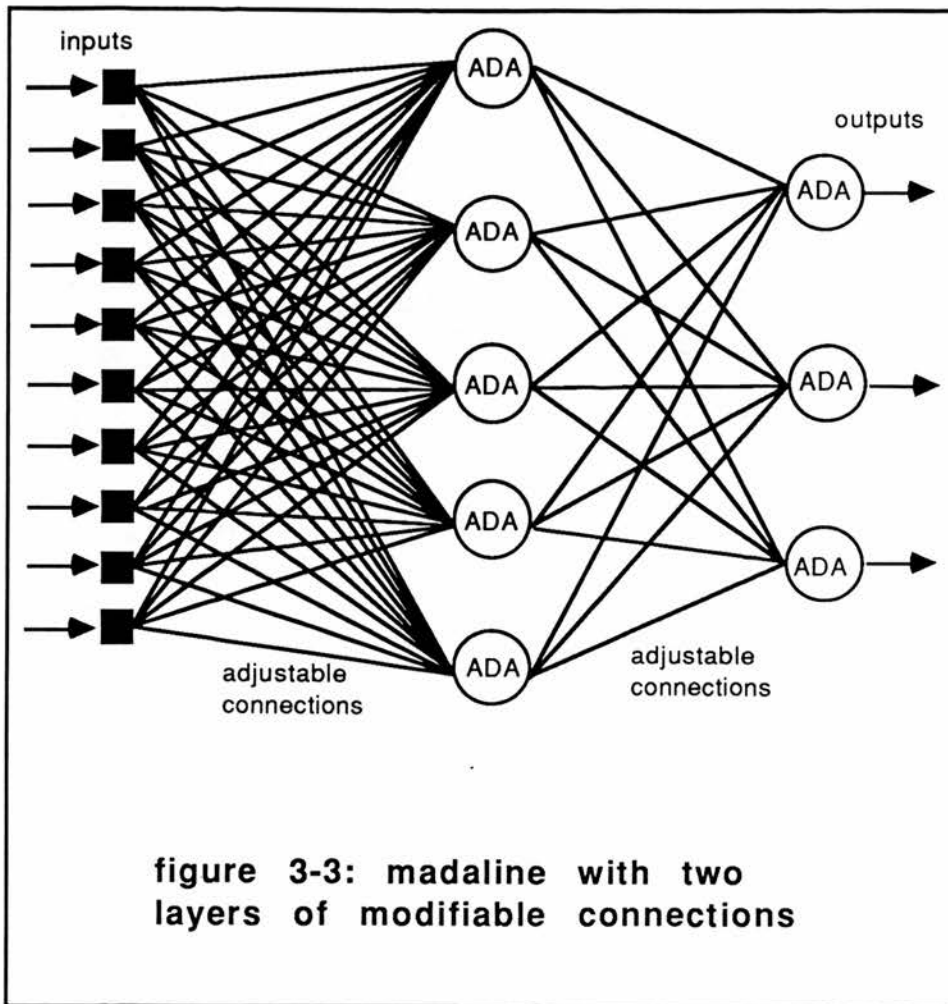 inputs
ADA
outputs
ADA
ADA
ADA
ADA
ADA
ADA
ADA
adjustable
connections
adjustable
connections
figure 3-3: madaline with two
layers of modifiable connections